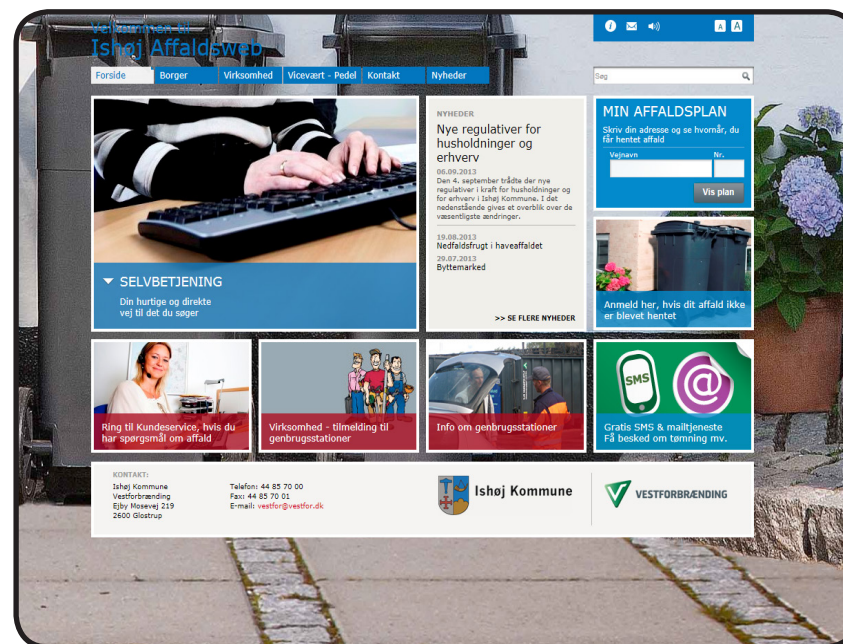 Velkommen til
Ishøj Affaldsweb
A A
Forside Borger Virksomhed Vicevært - Pedel Kontakt Nyheder
Søg
NYHEDER
Nye regulativer for
husholdninger og
erhverv
06.09.2013
Den 4. september trådte der nye
regulativer i kraft for husholdninger og
for erhverv i Ishøj Kommune. I det
nedenstående gives et overblik over de
væsentligste ændringer.
19.08.2013
Nedfaldsfrugt i haveaffaldet
29.07.2013
Byttemarked
>> SE FLERE NYHEDER
MIN AFFALDSPLAN
Skriv din adresse og se hvornår, du
får hentet affald
Vejnavn Nr.
Vis plan
SELVBETJENING
Din hurtige og direkte
vej til det du søger
Anmeld her, hvis dit affald ikke
er blevet hentet
Ring til Kundeservice, hvis du
har spørgsmål om affald
Virksomhed - tilmelding til
genbrugsstationer
Info om genbrugsstationer
SMS @
Gratis SMS & mailtjeneste
Få besked om tømning mv.
KONTAKT:
Ishøj Kommune
Vestforbrænding
Ejby Mosevej 219
2600 Glostrup
Telefon: 44 85 70 00
Fax: 44 85 70 01
E-mail: vestfor@vestfor.dk
Ishøj Kommune
VESTFORBRÆNDING